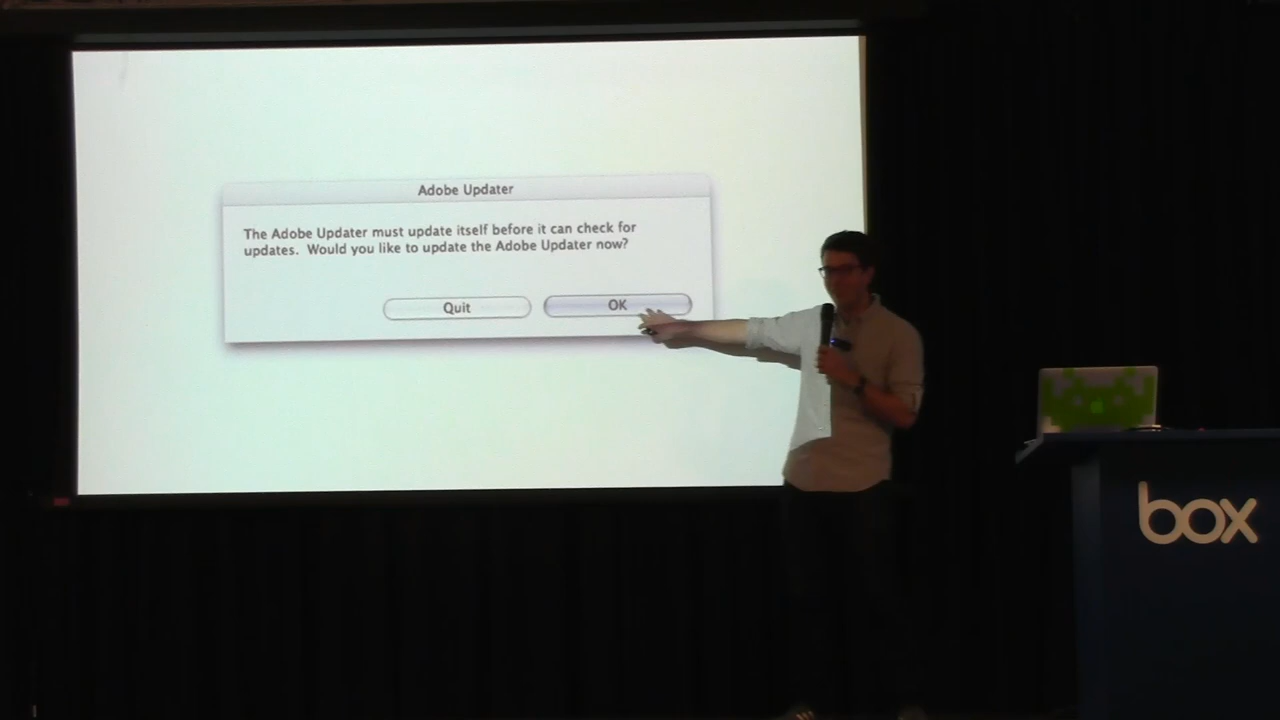 Adobe Updater
The Adobe Updater must update itself before it can check for
updates.  Would you like to update the Adobe Updater now?
Quit
OK
box